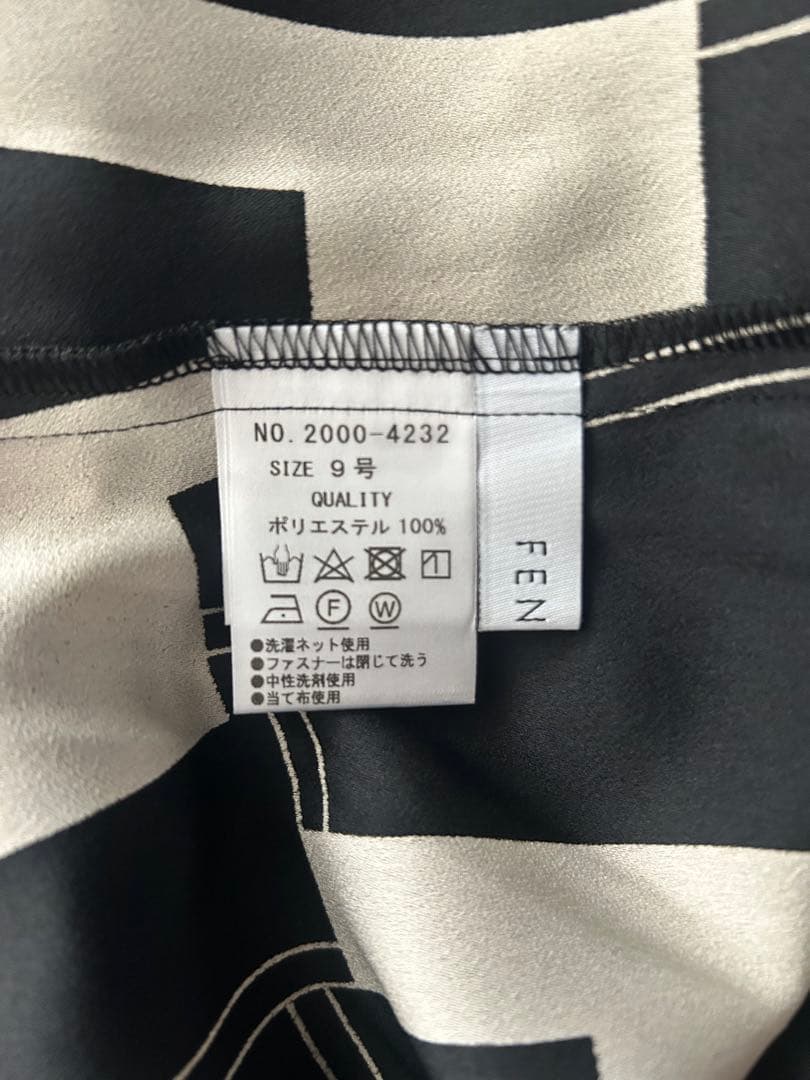 NO. 2000-4232
SIZE 9号
QUALITY
ポリエステル 100%
F W
●洗濯ネット使用
●ファスナーは閉じて洗う
●中性洗剤使用
●当て布使用
FEN